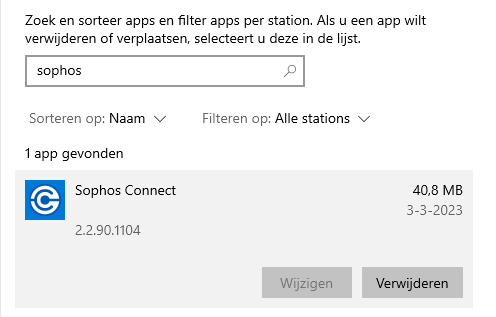 Zoek en sorteer apps en filter apps per station. Als u een app wilt
verwijderen of verplaatsen, selecteert u deze in de lijst.
sophos
Sorteren op: Naam Filteren op: Alle stations
1 app gevonden
Sophos Connect 40,8 MB
3-3-2023
2.2.90.1104
Wijzigen Verwijderen